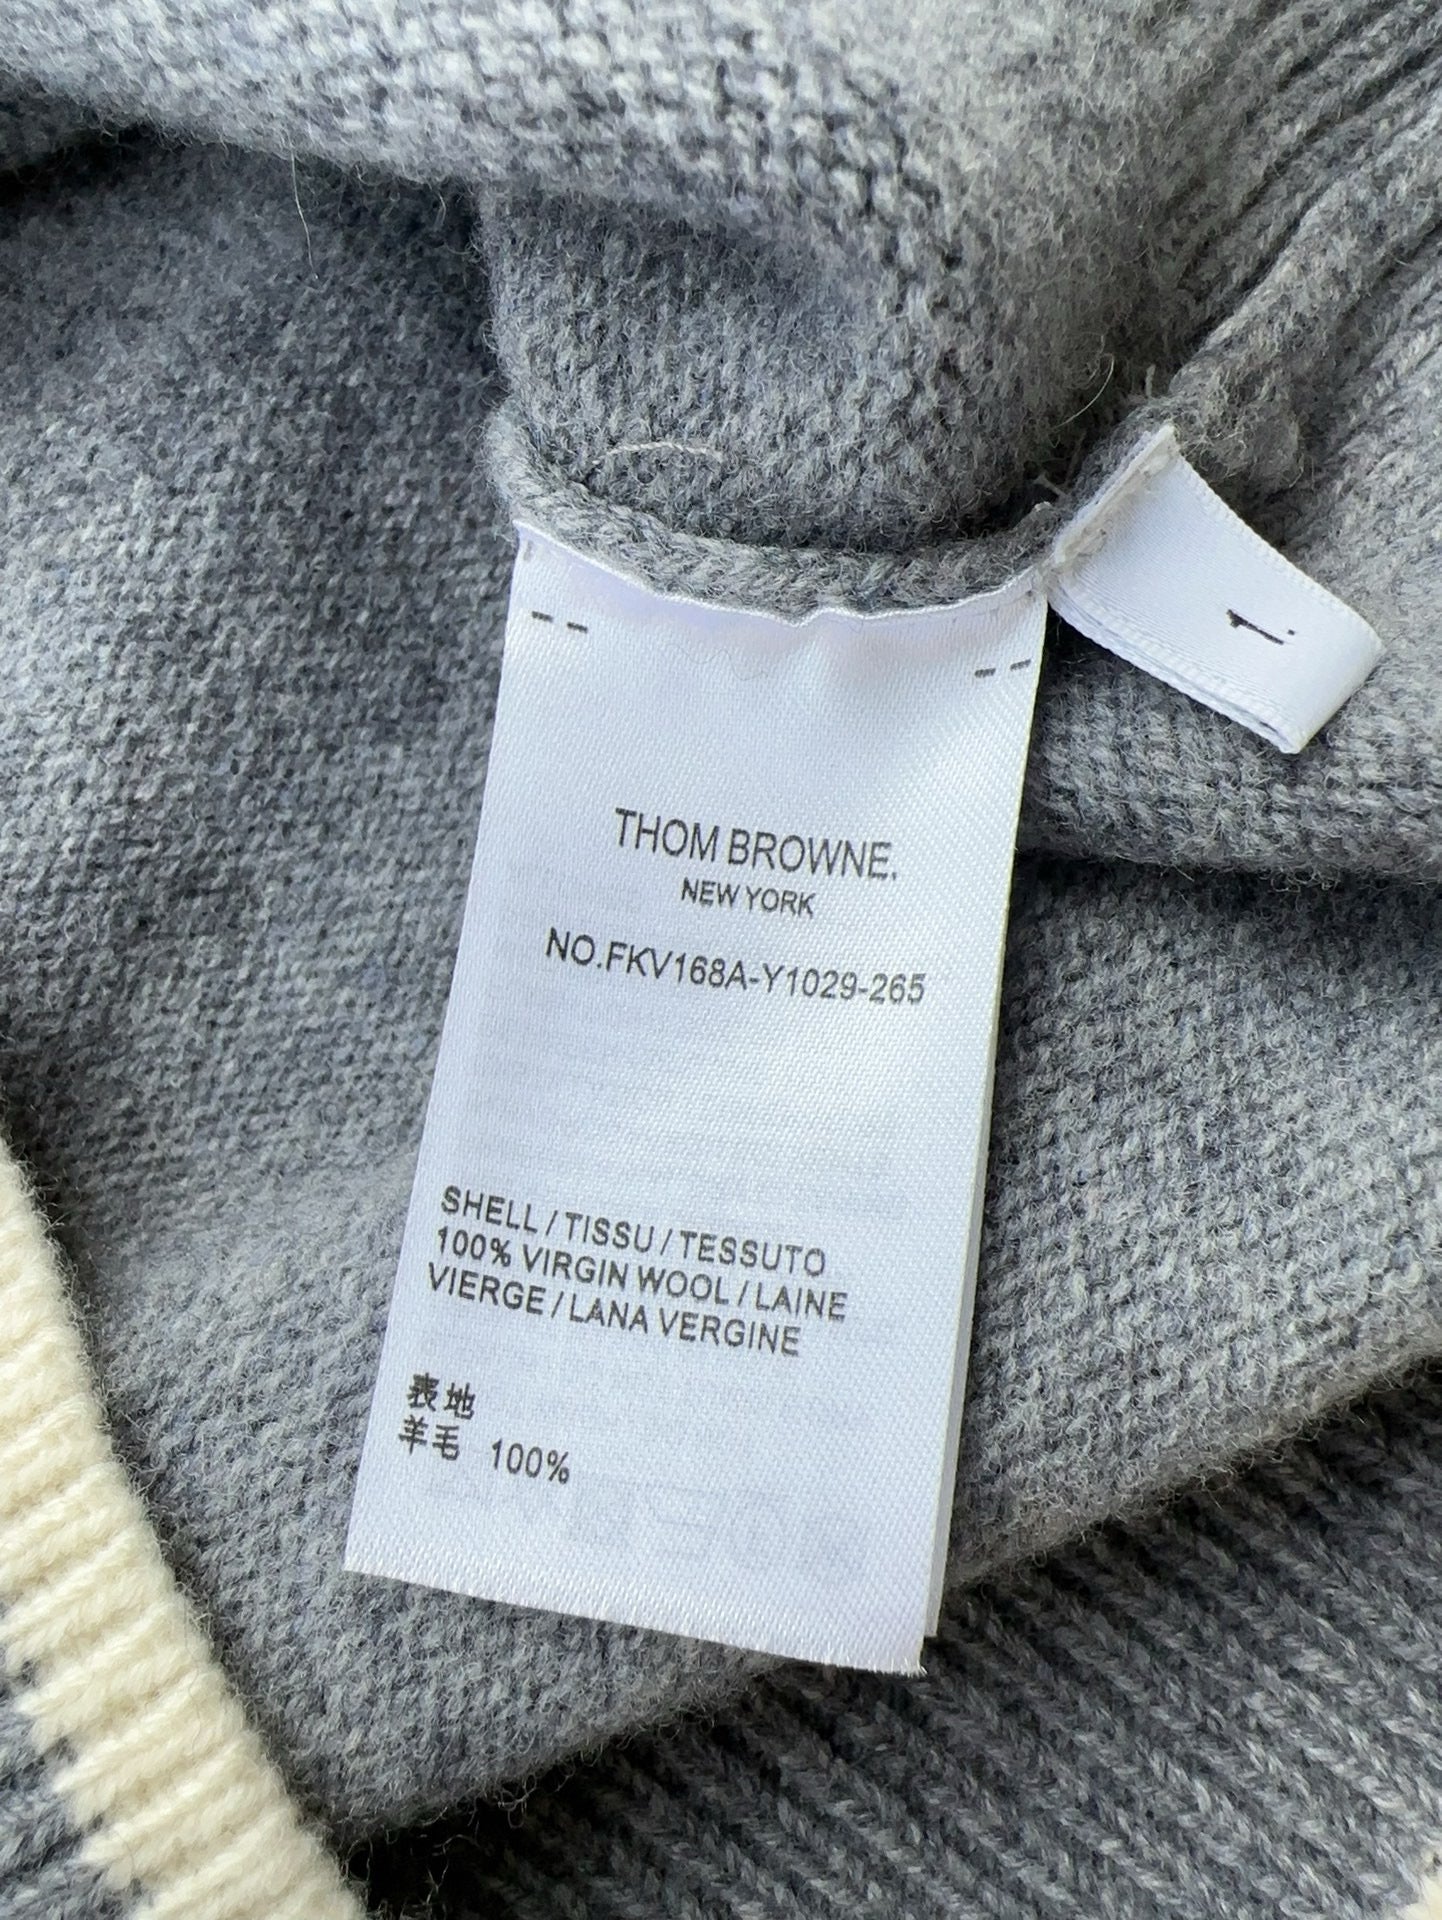 THOM BROWNE.
NEW YORK
NO.FKV168A-Y1029-265
SHELL / TISSU / TESSUTO
100% VIRGIN WOOL / LAINE
VIERGE / LANA VERGINE
表地
羊毛 100%